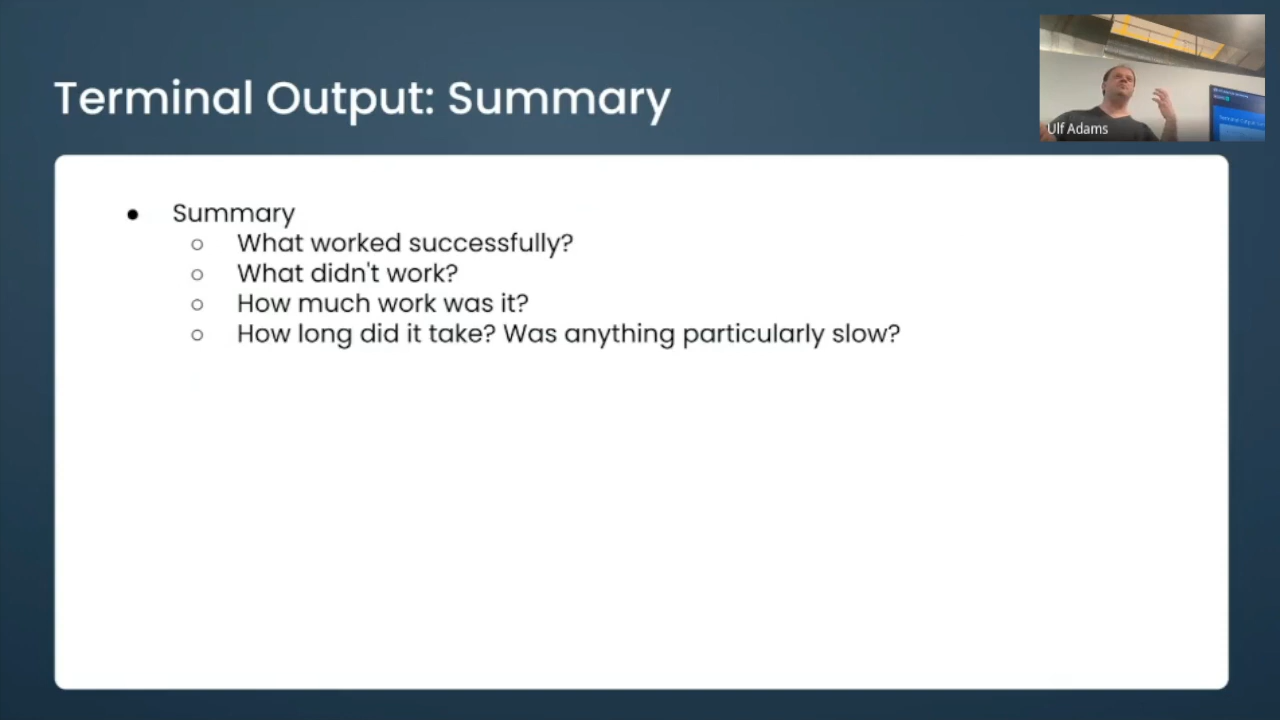 Terminal Output: Summary
Ulf Adams
● Summary
○ What worked successfully?
○ What didn't work?
○ How much work was it?
○ How long did it take? Was anything particularly slow?